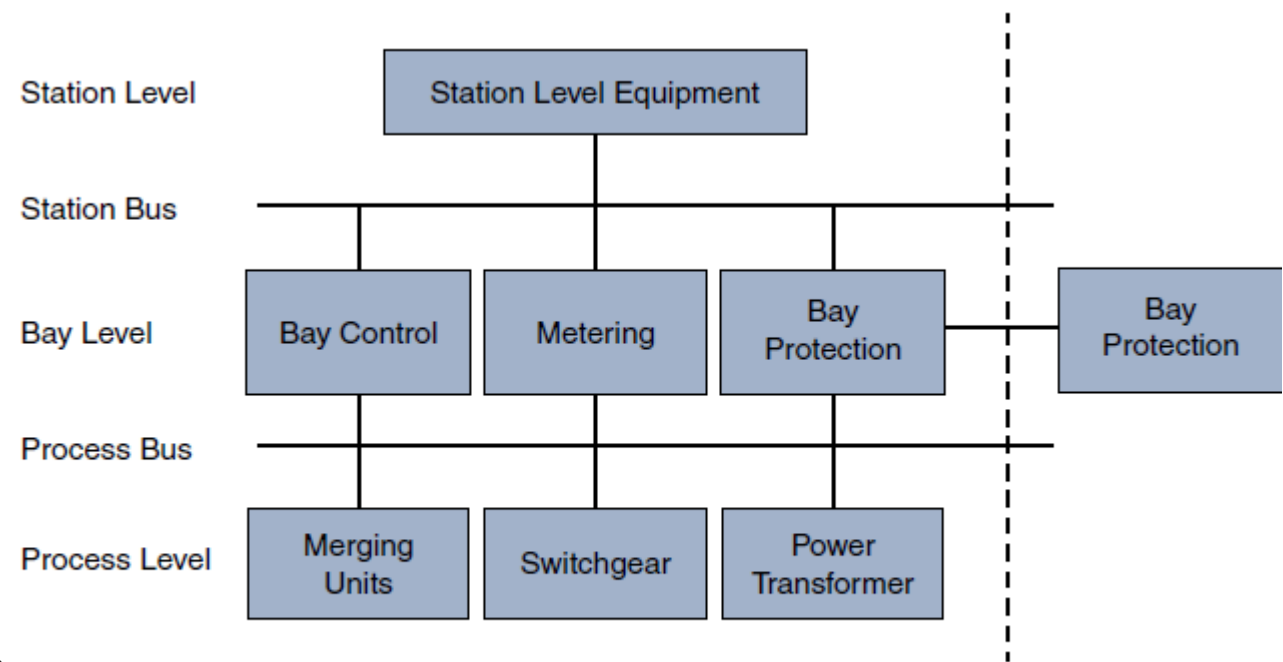 Station Level
Station Level Equipment
Station Bus
Bay Level
Bay Control
Metering
Bay
Protection
Bay
Protection
Process Bus
Process Level
Merging
Units
Switchgear
Power
Transformer